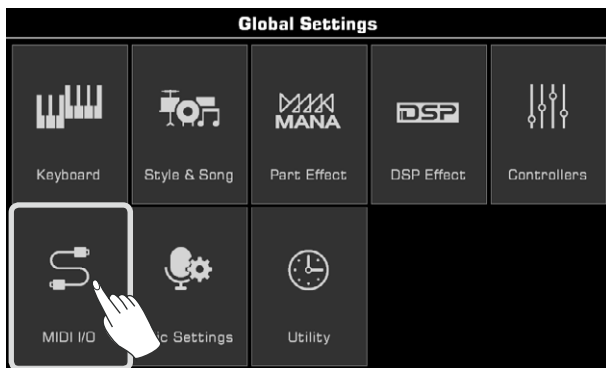 Global Settings
MANA
DSP
Keyboard
Style & Song
Part Effect
DSP Effect
Controllers
MIDI I/O
Settings
Utility